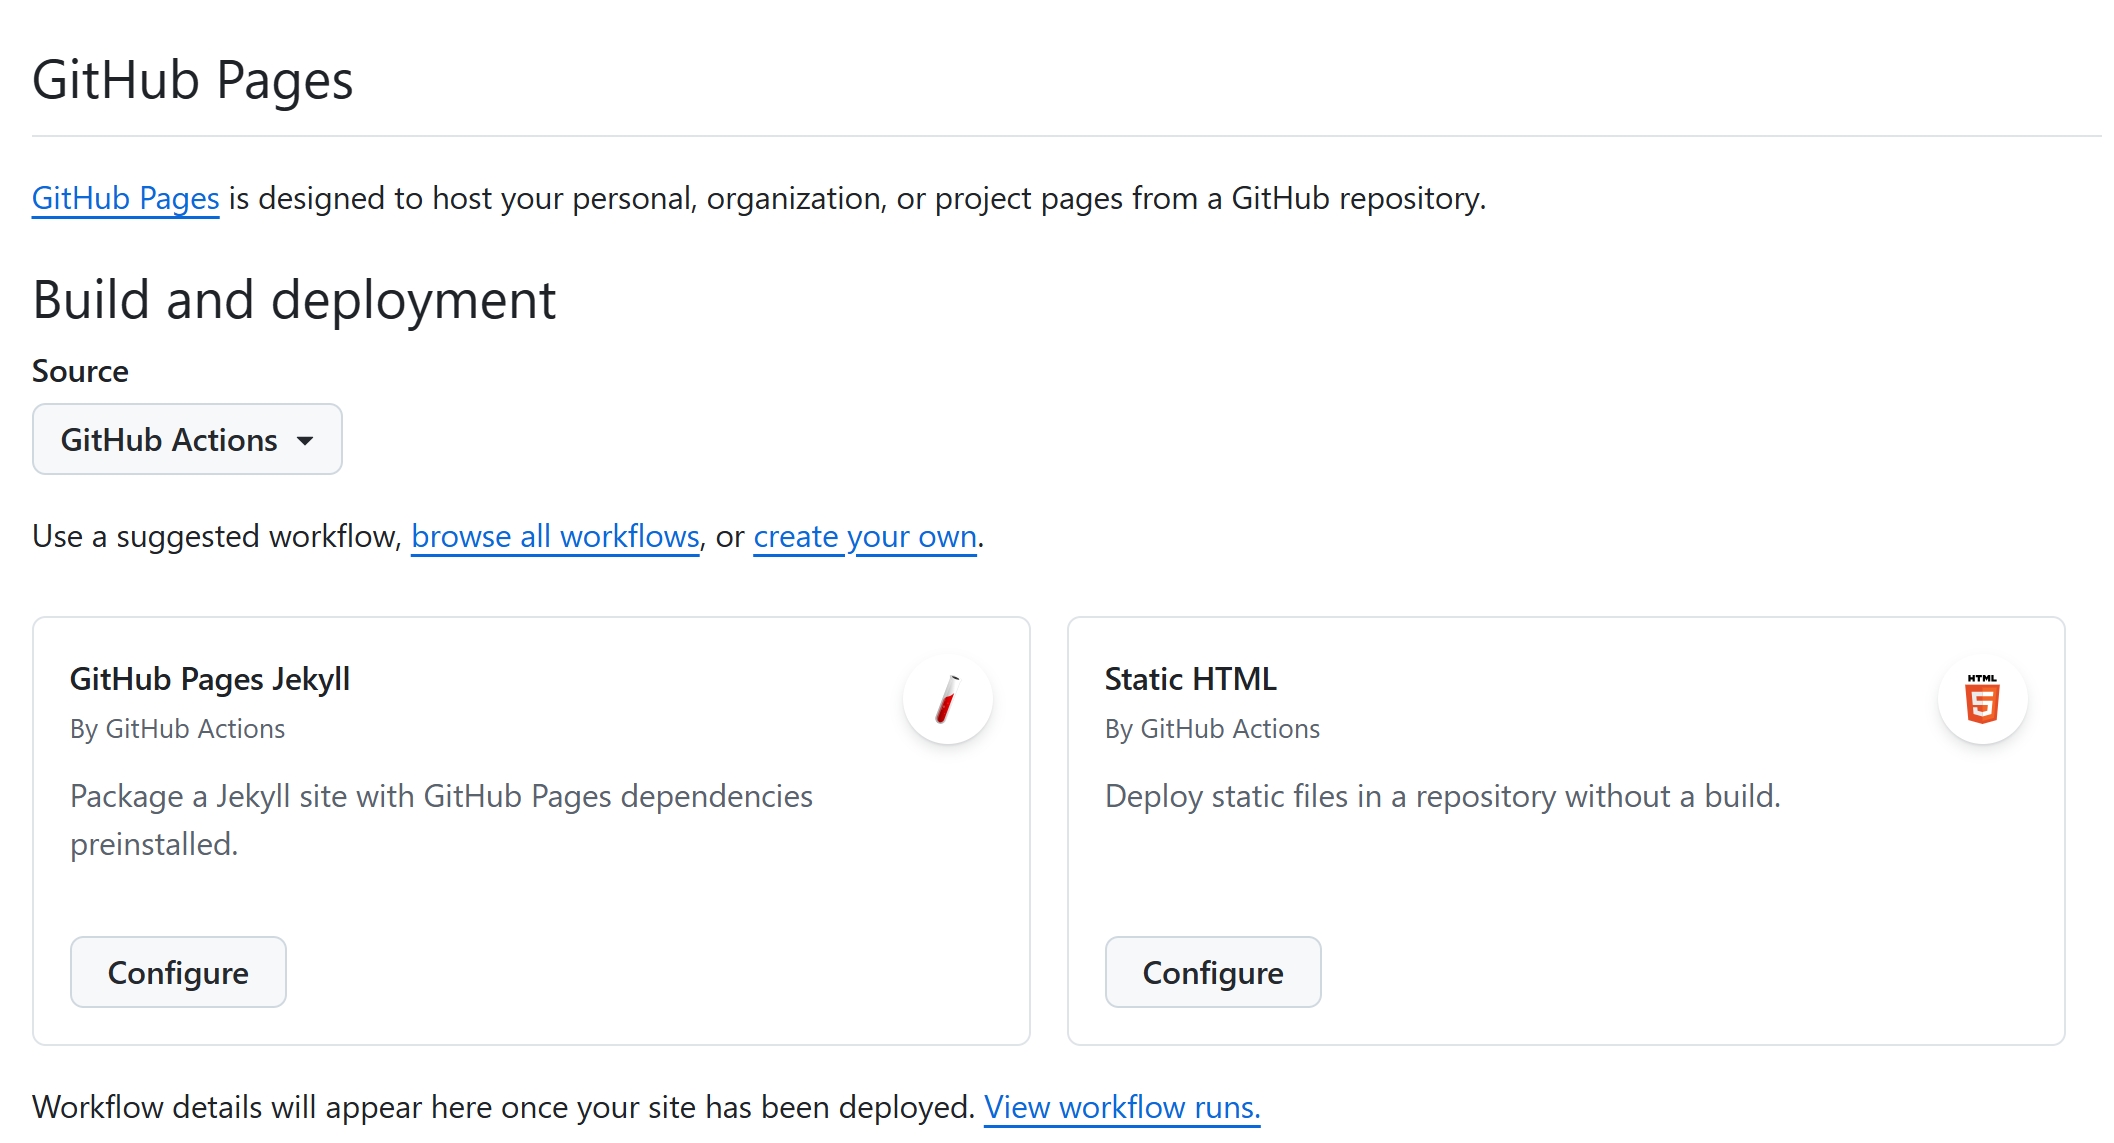 GitHub Pages
GitHub Pages is designed to host your personal, organization, or project pages from a GitHub repository.
Build and deployment
Source
GitHub Actions
Use a suggested workflow, browse all workflows, or create your own.
GitHub Pages Jekyll
By GitHub Actions
Package a Jekyll site with GitHub Pages dependencies
preinstalled.
Configure
Static HTML
HTML
5
By GitHub Actions
Deploy static files in a repository without a build.
Configure
Workflow details will appear here once your site has been deployed. View workflow runs.